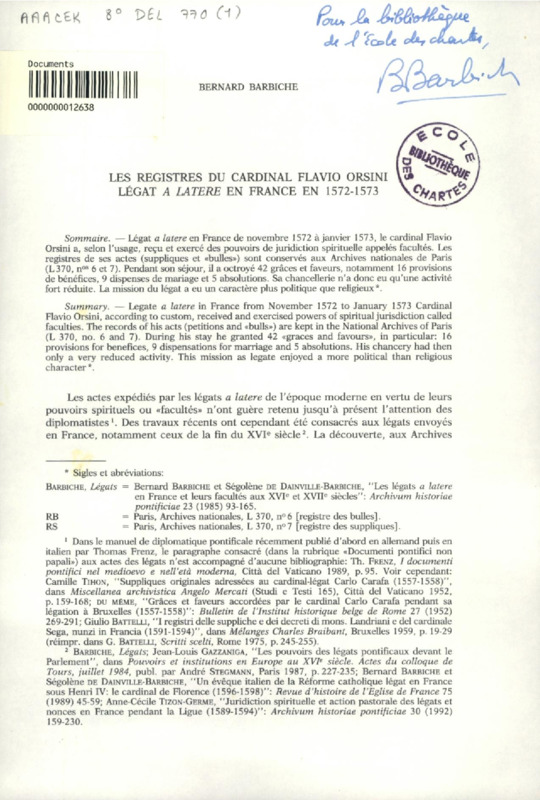 AAACEK 8° DEL 770 (1)
Pour la bibliothèque
de l'École des chartes,
B Barbich
Documents
0000000012638
BERNARD BARBICHE
ECOLE
BIBLIOTHÈQUE
DES CHARTES
LES REGISTRES DU CARDINAL FLAVIO ORSINI
LÉGAT A LATERE EN FRANCE EN 1572-1573
Sommaire. — Légat a latere en France de novembre 1572 à janvier 1573, le cardinal Flavio
Orsini a, selon l'usage, reçu et exercé des pouvoirs de juridiction spirituelle appelés facultés. Les
registres de ses actes (suppliques et «bulles») sont conservés aux Archives nationales de Paris
(L 370, nos 6 et 7). Pendant son séjour, il a octroyé 42 grâces et faveurs, notamment 16 provisions
de bénéfices, 9 dispenses de mariage et 5 absolutions. Sa chancellerie n'a donc eu qu'une activité
fort réduite. La mission du légat a eu un caractère plus politique que religieux*.
Summary. — Legate a latere in France from November 1572 to January 1573 Cardinal
Flavio Orsini, according to custom, received and exercised powers of spiritual jurisdiction called
faculties. The records of his acts (petitions and «bulls») are kept in the National Archives of Paris
(L 370, no. 6 and 7). During his stay he granted 42 «graces and favours», in particular: 16
provisions for benefices, 9 dispensations for marriage and 5 absolutions. His chancery had then
only a very reduced activity. This mission as legate enjoyed a more political than religious
character*.
Les actes expédiés par les légats a latere de l'époque moderne en vertu de leurs
pouvoirs spirituels ou «facultés» n'ont guère retenu jusqu'à présent l'attention des
diplomatistes¹. Des travaux récents ont cependant été consacrés aux légats envoyés
en France, notamment ceux de la fin du XVIe siècle². La découverte, aux Archives
* Sigles et abréviations:
BARBICHE, Légats = Bernard BARBICHE et Ségolène DE DAINVILLE-BARBICHE, "Les légats a latere
en France et leurs facultés aux XVIe et XVIIe siècles": Archivum historiae
pontificiae 23 (1985) 93-165.
RB = Paris, Archives nationales, L 370, n° 6 [registre des bulles].
RS = Paris, Archives nationales, L 370, n° 7 [registre des suppliques].
¹ Dans le manuel de diplomatique pontificale récemment publié d'abord en allemand puis en
italien par Thomas Frenz, le paragraphe consacré (dans la rubrique «Documenti pontifici non
papali») aux actes des légats n'est accompagné d'aucune bibliographie: Th. FRENZ, I documenti
pontifici nel medioevo e nell'età moderna, Città del Vaticano 1989, p. 95. Voir cependant:
Camille TIHON, "Suppliques originales adressées au cardinal-légat Carlo Carafa (1557-1558)",
dans Miscellanea archivistica Angelo Mercati (Studi e Testi 165), Città del Vaticano 1952,
p. 159-168; DU MÊME, "Grâces et faveurs accordées par le cardinal Carlo Carafa pendant sa
légation à Bruxelles (1557-1558)": Bulletin de l'Institut historique belge de Rome 27 (1952)
269-291; Giulio BATTELLI, "I registri delle suppliche e dei decreti di mons. Landriani e del cardinale
Sega, nunzi in Francia (1591-1594)", dans Mélanges Charles Braibant, Bruxelles 1959, p. 19-29
(réimpr. dans G. BATTELLI, Scritti scelti, Rome 1975, p. 245-255).
² BARBICHE, Légats; Jean-Louis GAZZANIGA, "Les pouvoirs des légats pontificaux devant le
Parlement", dans Pouvoirs et institutions en Europe au XVIe siècle. Actes du colloque de
Tours, juillet 1984, publ. par André STEGMANN, Paris 1987, p. 227-235; Bernard BARBICHE et
Ségolène DE DAINVILLE-BARBICHE, "Un évêque italien de la Réforme catholique légat en France
sous Henri IV: le cardinal de Florence (1596-1598)": Revue d'histoire de l'Église de France 75
(1989) 45-59; Anne-Cécile TIZON-GERME, "Juridiction spirituelle et action pastorale des légats et
nonces en France pendant la Ligue (1589-1594)": Archivum historiae pontificiae 30 (1992)
159-230.